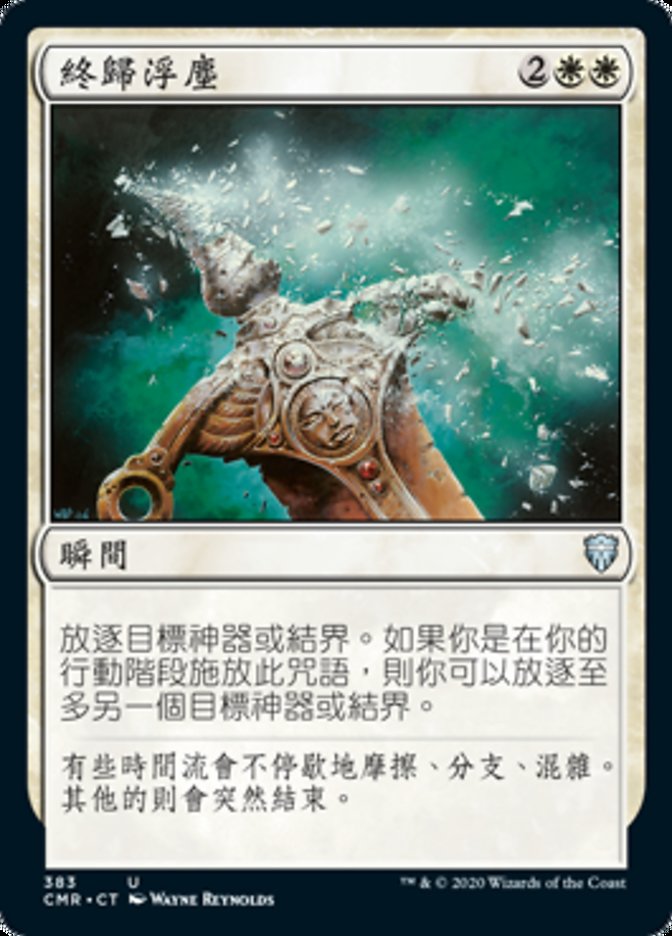 終歸浮塵
2
瞬間
放逐目標神器或結界。如果你是在你的
行動階段施放此咒語，則你可以放逐至
多另一個目標神器或結界。
有些時間流會不停歇地摩擦、分支、混雜。
其他的則會突然結束。
383 U
CMR • CT WAYNE REYNOLDS
™ & © 2020 Wizards of the Coast